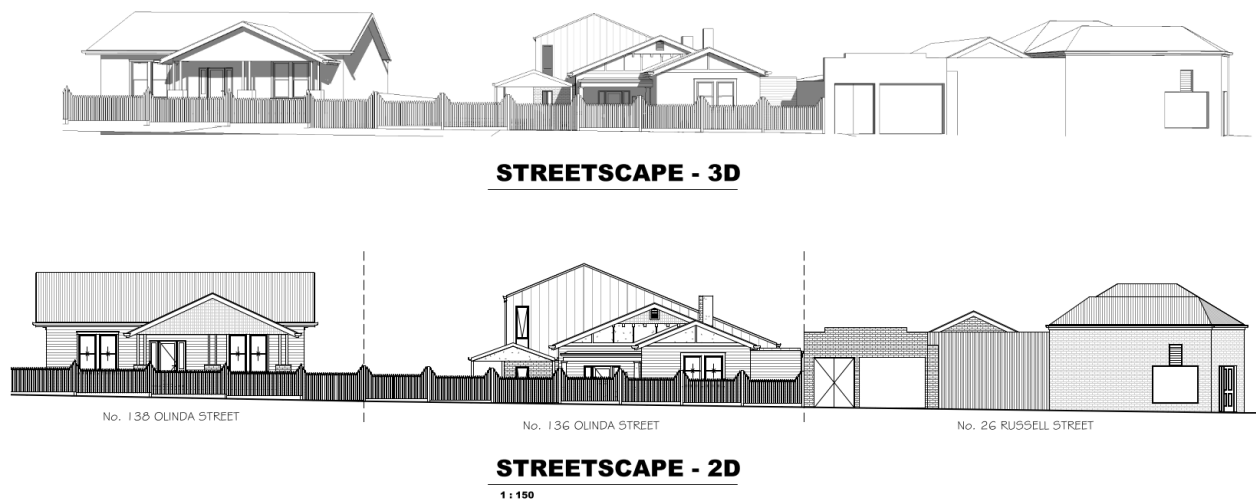 STREETSCAPE - 3D
No. 138 OLINDA STREET
No. 136 OLINDA STREET
No. 26 RUSSELL STREET
STREETSCAPE - 2D
1 : 150